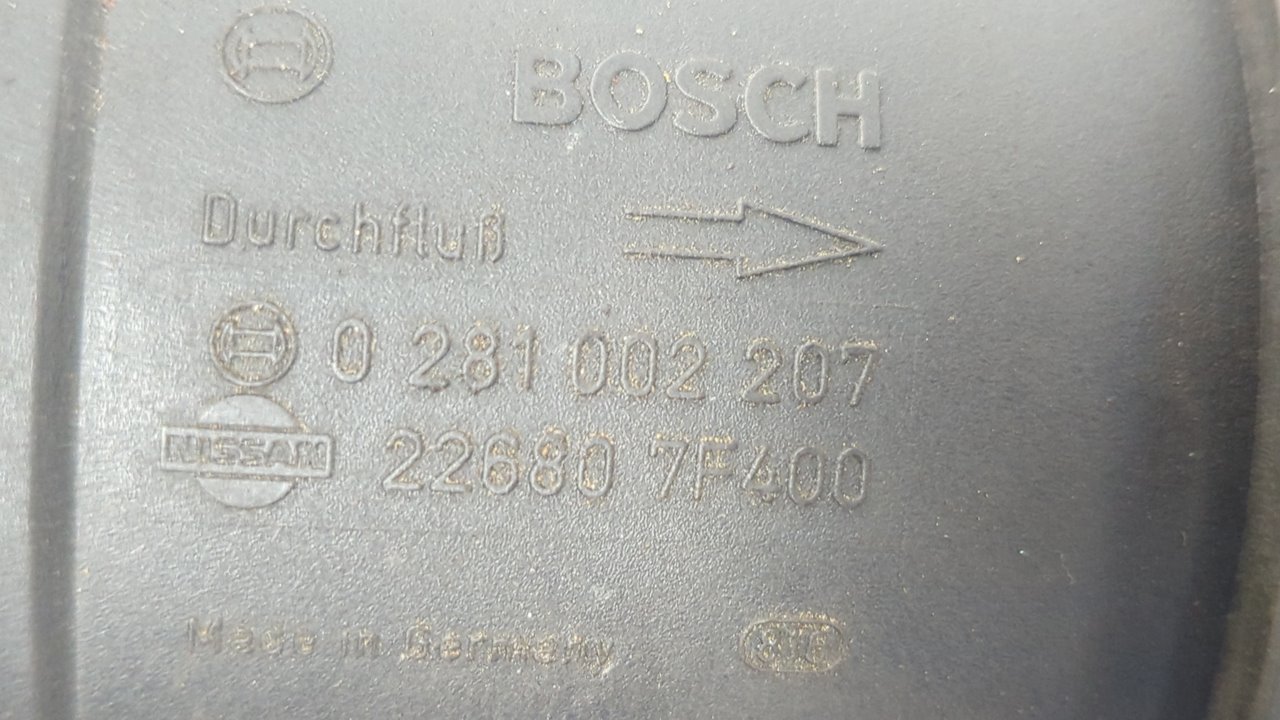 BOSCH
Durchfluß
0 281 002 207
NISSAN 22680 7F400
Made in Germany